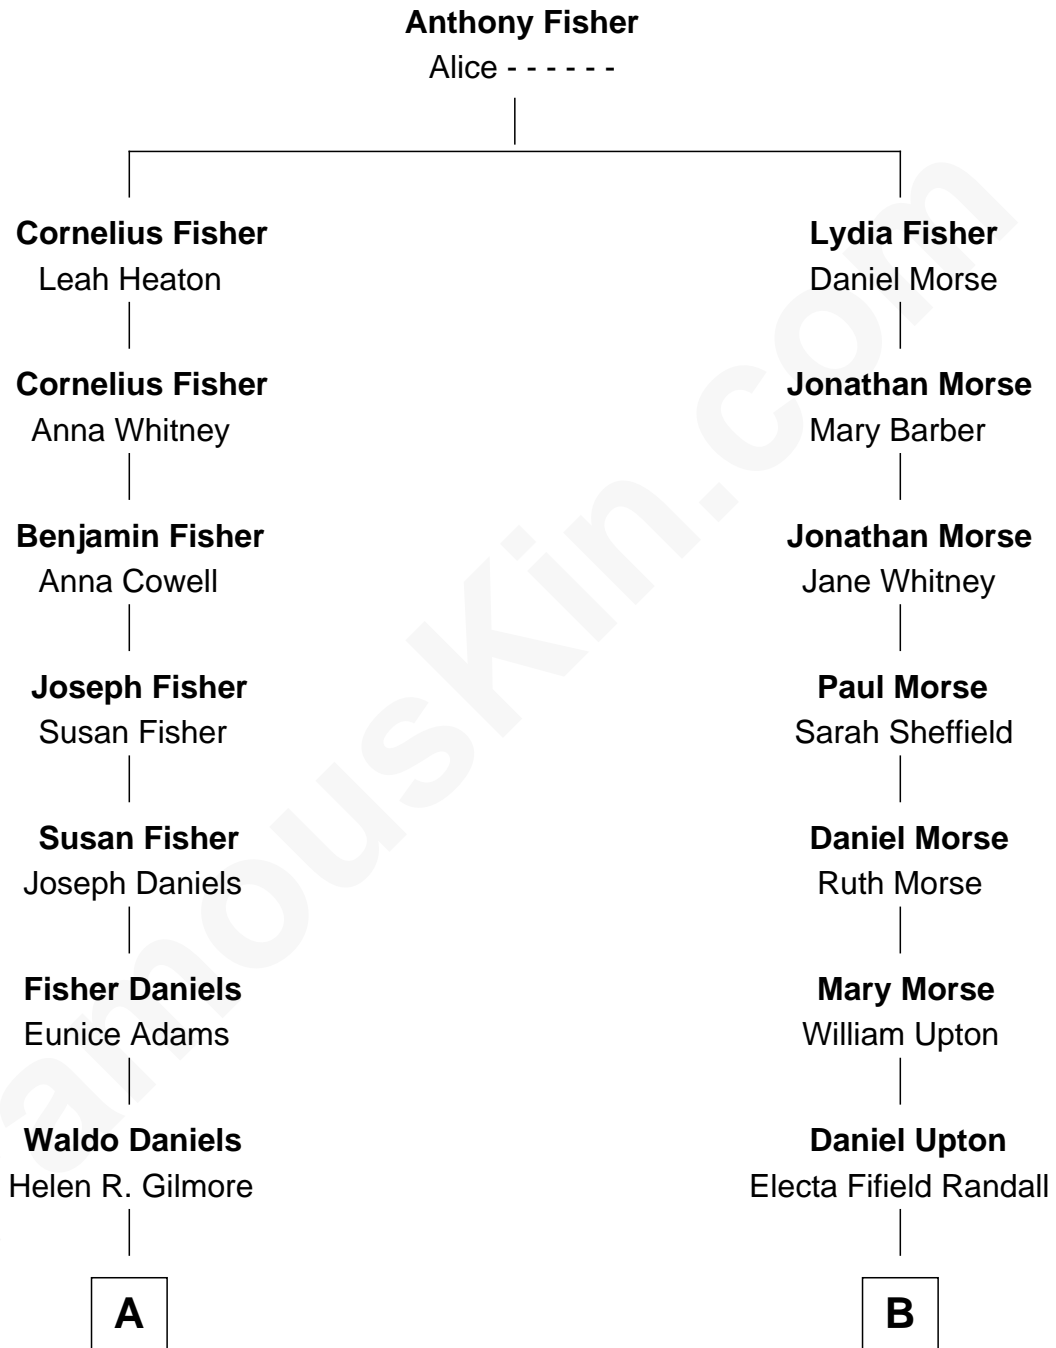 Anthony Fisher
Alice - - - - - -
Cornelius Fisher
Leah Heaton
Cornelius Fisher
Anna Whitney
Benjamin Fisher
Anna Cowell
Joseph Fisher
Susan Fisher
Susan Fisher
Joseph Daniels
Fisher Daniels
Eunice Adams
Waldo Daniels
Helen R. Gilmore
A
Lydia Fisher
Daniel Morse
Jonathan Morse
Mary Barber
Jonathan Morse
Jane Whitney
Paul Morse
Sarah Sheffield
Daniel Morse
Ruth Morse
Mary Morse
William Upton
Daniel Upton
Electa Fifield Randall
B
amouskin.com